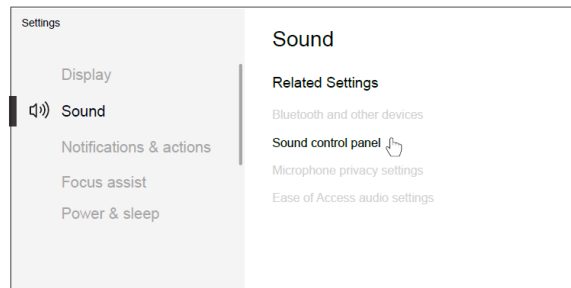 Settings
Display
Sound
Notifications & actions
Focus assist
Power & sleep
Sound
Related Settings
Bluetooth and other devices
Sound control panel
Microphone privacy settings
Ease of Access audio settings